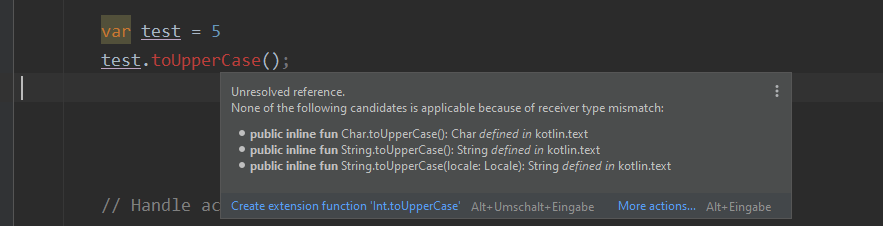 var test = 5
test.toUpperCase();
Unresolved reference.
None of the following candidates is applicable because of receiver type mismatch:
● public inline fun Char.toUpperCase(): Char defined in kotlin.text
● public inline fun String.toUpperCase(): String defined in kotlin.text
● public inline fun String.toUpperCase(locale: Locale): String defined in kotlin.text
Create extension function 'Int.toUpperCase' Alt+Umschalt+Eingabe More actions... Alt+Eingabe
// Handle ac